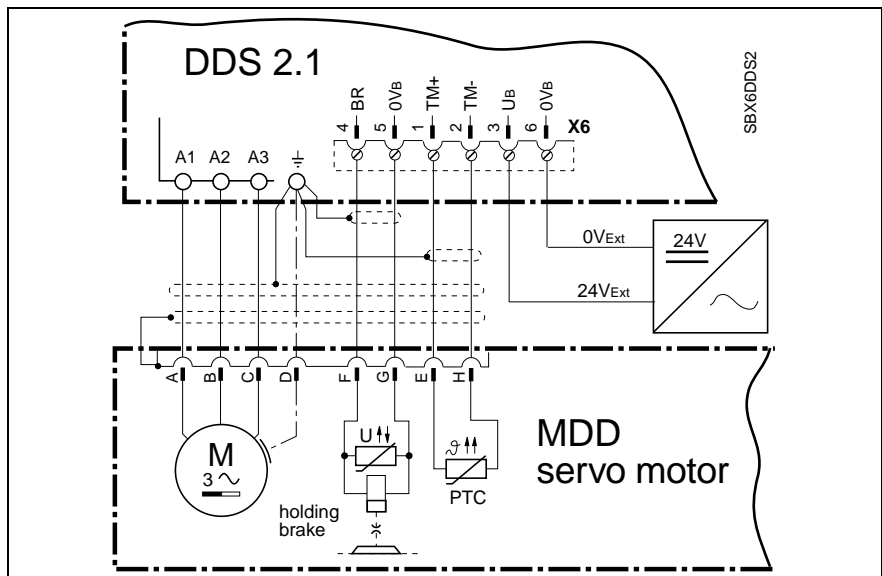 DDS 2.1
SBX6DDS2
BR
0VB
TM+
TM-
UB
0VB
4
5
1
2
3
6
X6
A1 A2 A3
0VExt
24V
24VExt
A
B
C
D
F
G
E
H
M
3
U
ϑ
PTC
holding
brake
MDD
servo motor